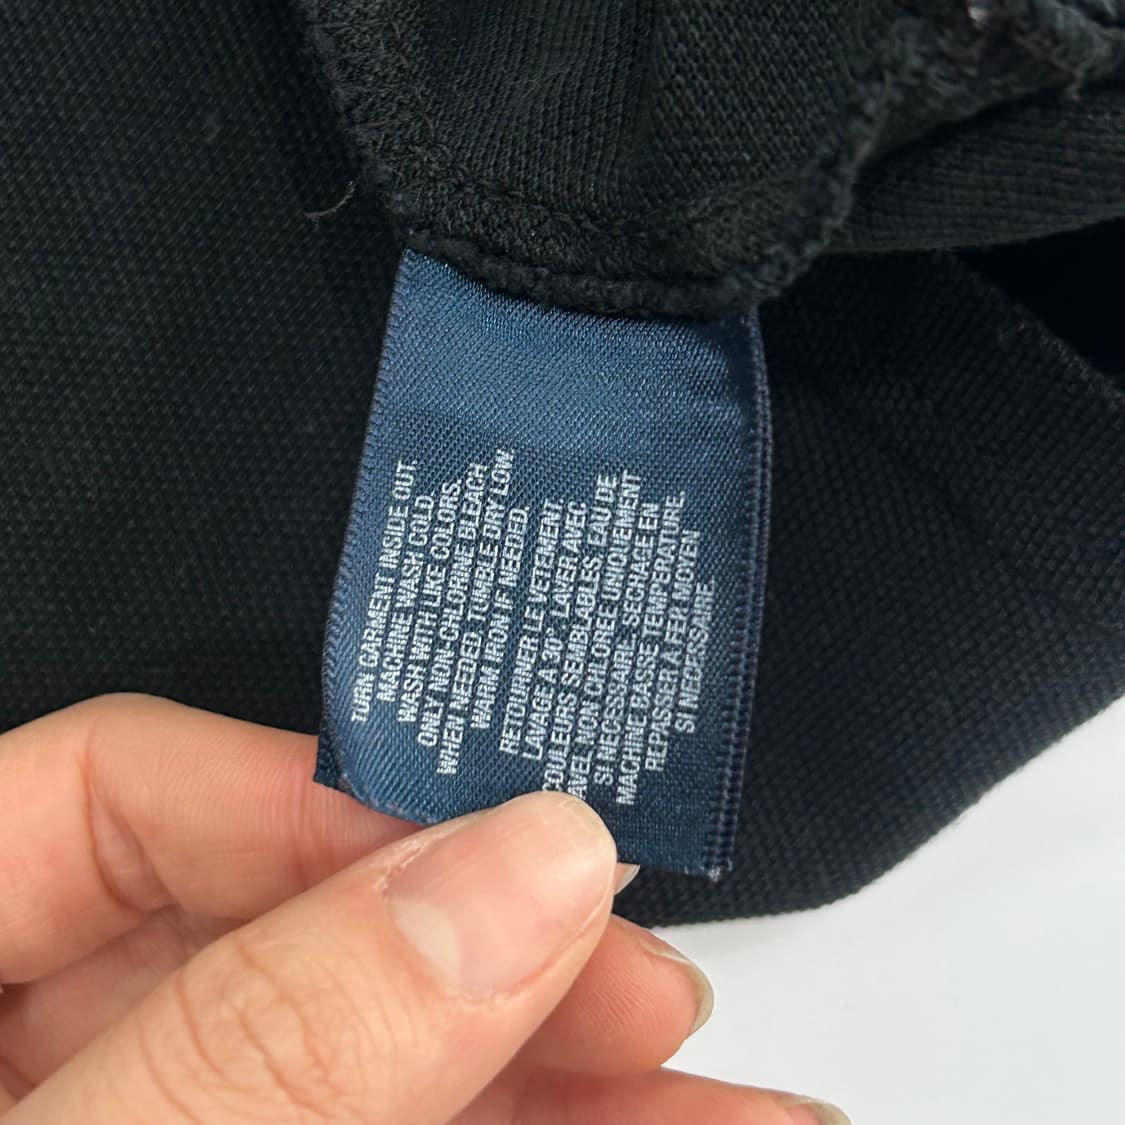 TURN GARMENT INSIDE OUT
MACHINE WASH COLD.
WASH WITH LIKE COLORS.
ONLY NON-CHLORINE BLEACH
WHEN NEEDED. TUMBLE DRY LOW
WARM IRON IF NEEDED.
RETOURNER LE VETEMENT
LAVAGE A 30°, LAVER AVEC
COULEURS SEMBLABLES. EAU DE
JAVEL NON CHLOREE UNIQUEMENT
SI NECESSAIRE. SECHAGE EN
MACHINE BASSE TEMPERATURE.
REPASSER A FER MOYEN
SI NECESSAIRE